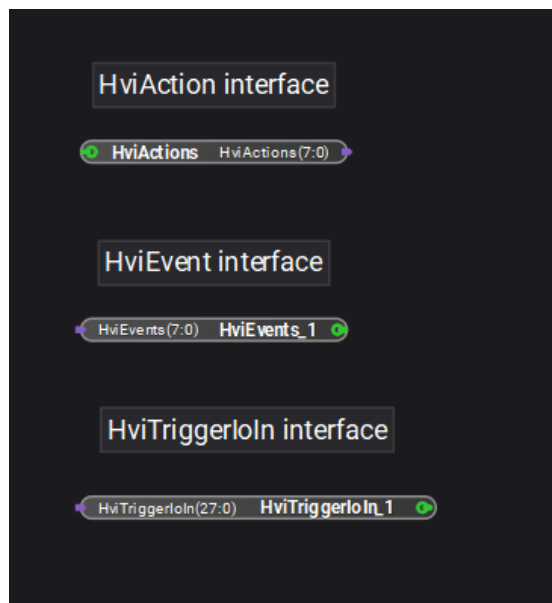 HviAction interface
HviActions HviActions(7:0)
HviEvent interface
HviEvents(7:0) HviEvents_1
HviTriggerIoIn interface
HviTriggerIoIn(27:0) HviTriggerIoIn_1